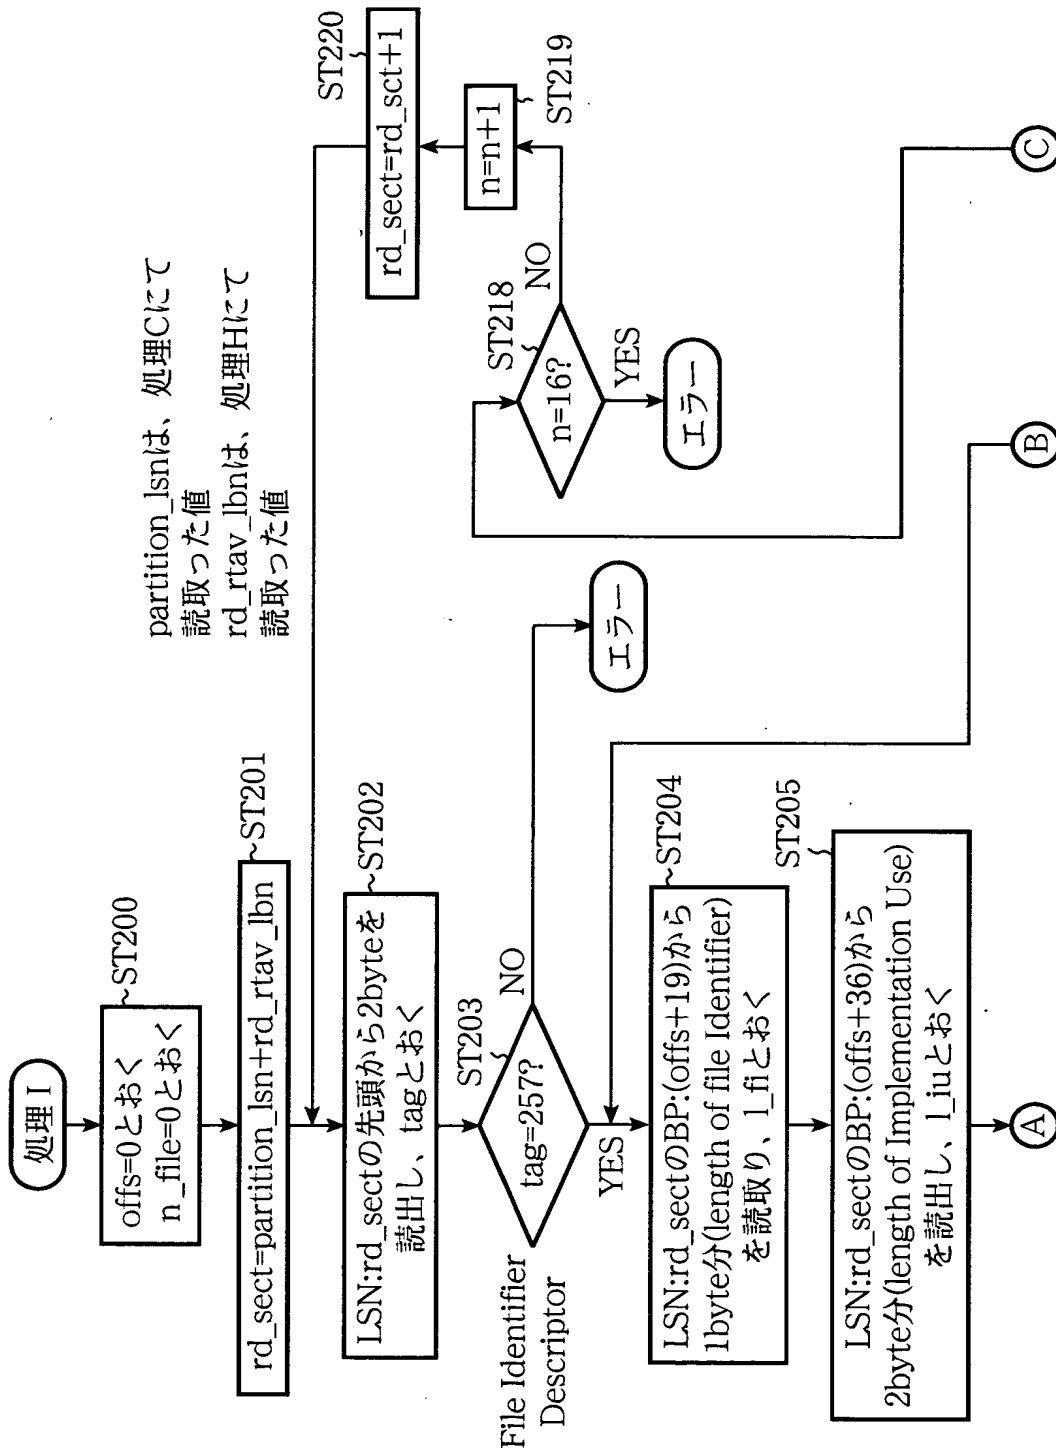 処理 I
offs=0とおく
n_file=0とおく
ST200
rd_sect=partition_lsn+rd_rtav_lbn
ST201
LSN:rd_sectの先頭から2byteを
読出し、tagとおく
ST202
File Identifier
Descriptor
tag=257?
ST203
NO
YES
エラー
LSN:rd_sectのBP:(offs+19)から
1byte分(length of file Identifier)
を読取り、l_fiとおく
ST204
LSN:rd_sectのBP:(offs+36)から
2byte分(length of Implementation Use)
を読出し、l_iuとおく
ST205
A
partition_lsnは、処理Cにて
読取った値
rd_rtav_lbnは、処理Hにて
読取った値
rd_sect=rd_sct+1
ST220
n=n+1
ST219
n=16?
ST218
NO
YES
エラー
B
C